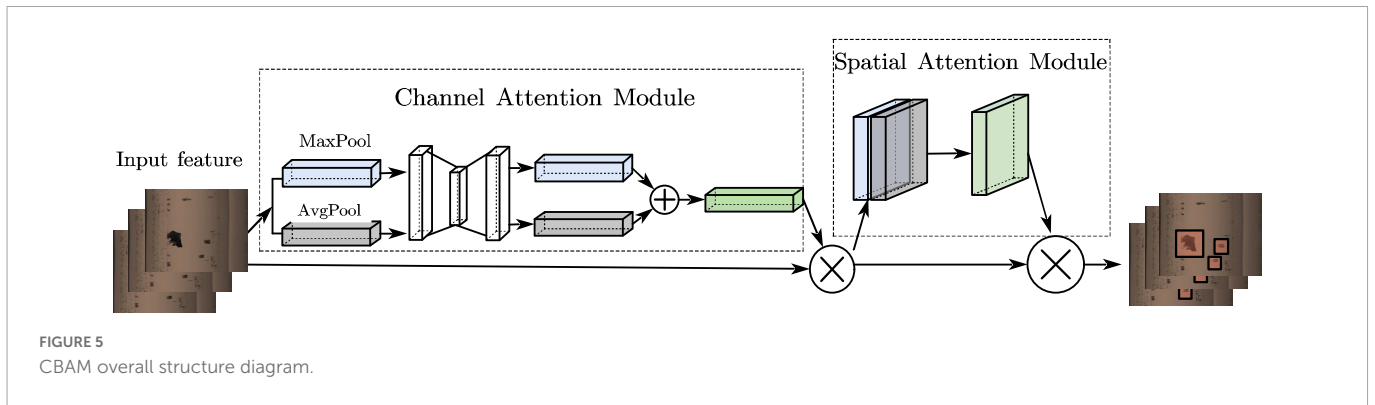 Spatial Attention Module
Channel Attention Module
MaxPool
Input feature
AvgPool
FIGURE 5
CBAM overall structure diagram.